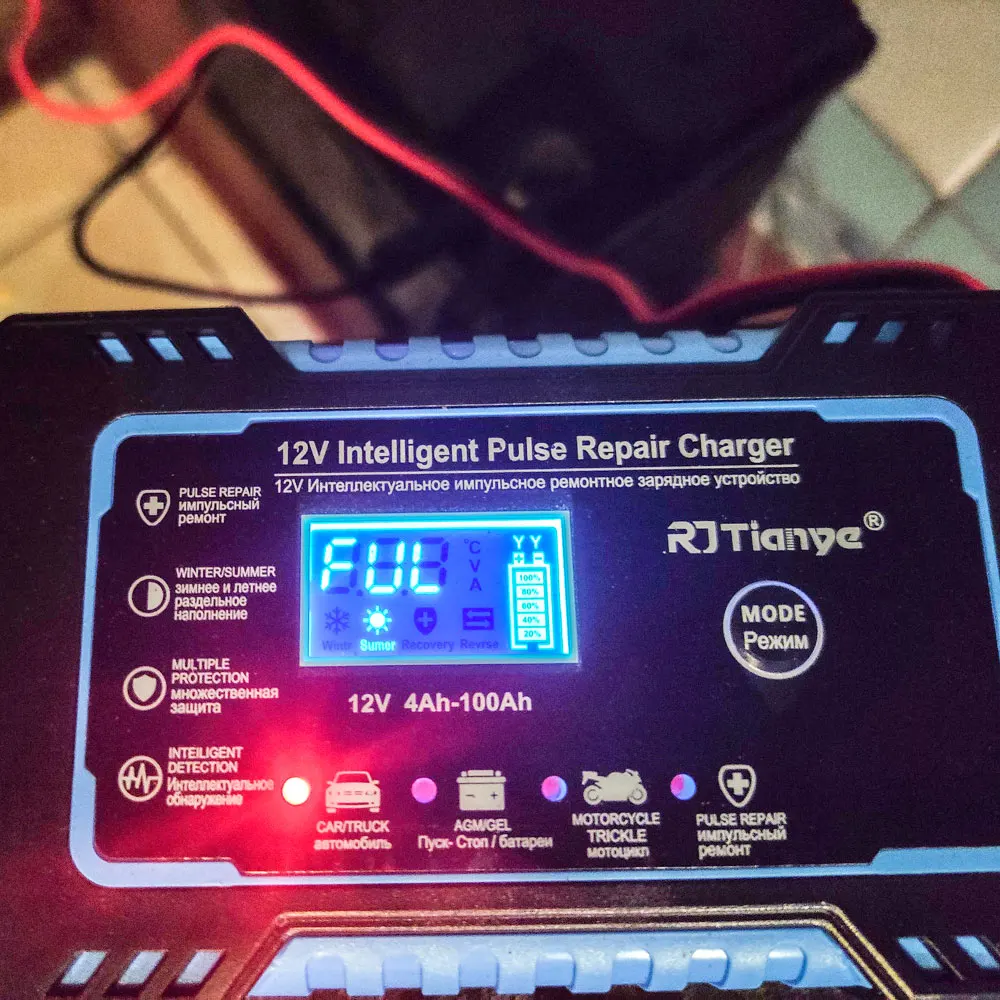 12V Intelligent Pulse Repair Charger
12V Интеллектуальное импульсное ремонтное зарядное устройство
PULSE REPAIR
импульсный
ремонт
WINTER/SUMMER
зимнее и летнее
раздельное
наполнение
MULTIPLE
PROTECTION
множественная
защита
INTEILIGENT
DETECTION
Интеллектуальное
обнаружение
FUL
°C
V
A
100%
80%
60%
40%
20%
Wintr Sumer Recovery Revrse
RJTianye®
MODE
Режим
12V 4Ah-100Ah
CAR/TRUCK
автомобиль
AGM/GEL
Пуск- Стоп / батареи
MOTORCYCLE
TRICKLE
мотоцикл
PULSE REPAIR
импульсный
ремонт